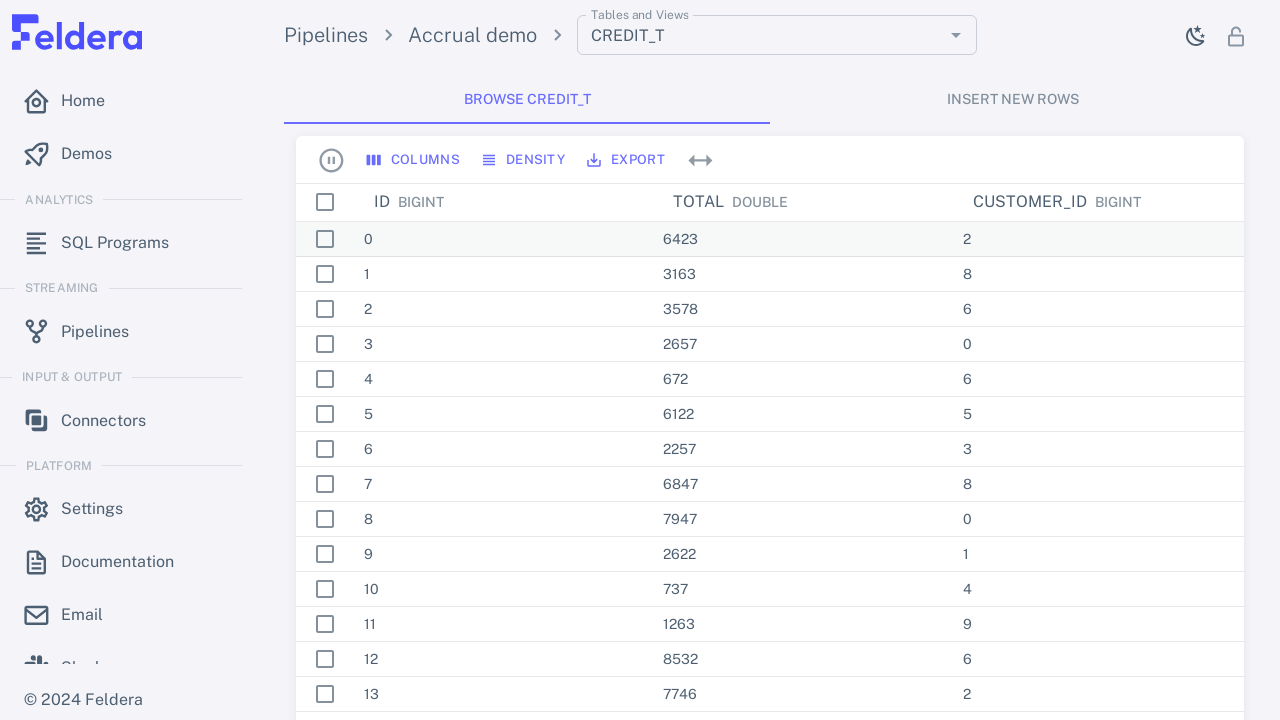 Feldera
Home
Demos
ANALYTICS
SQL Programs
STREAMING
Pipelines
INPUT & OUTPUT
Connectors
PLATFORM
Settings
Documentation
Email
© 2024 Feldera
Pipelines > Accrual demo >
Tables and Views
CREDIT_T
BROWSE CREDIT_T INSERT NEW ROWS
COLUMNS DENSITY EXPORT
ID BIGINT TOTAL DOUBLE CUSTOMER_ID BIGINT
0 6423 2
1 3163 8
2 3578 6
3 2657 0
4 672 6
5 6122 5
6 2257 3
7 6847 8
8 7947 0
9 2622 1
10 737 4
11 1263 9
12 8532 6
13 7746 2